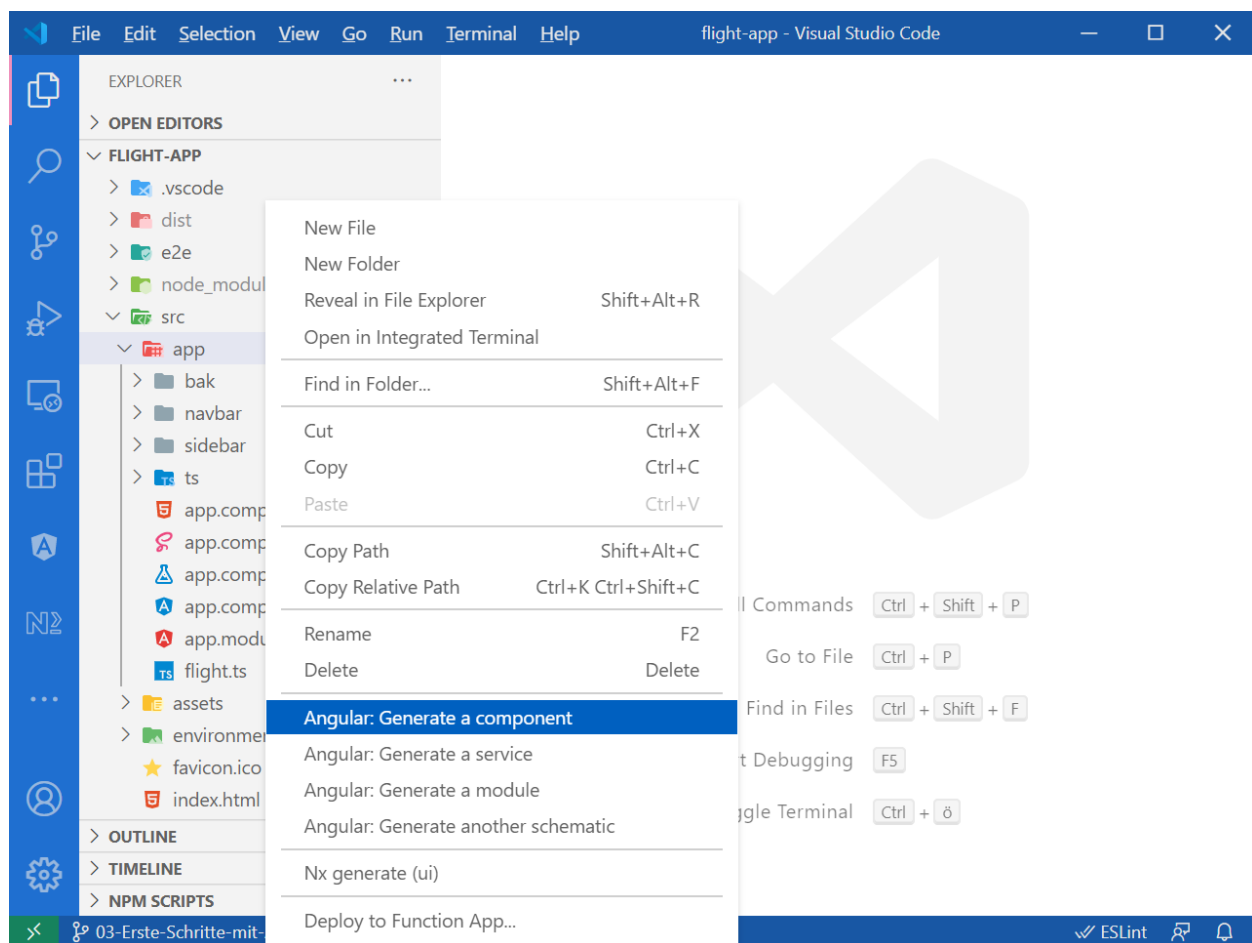 File Edit Selection View Go Run Terminal Help flight-app - Visual Studio Code
EXPLORER
OPEN EDITORS
FLIGHT-APP
.vscode
dist
e2e
node_modul
src
app
bak
navbar
sidebar
ts
app.comp
app.comp
app.comp
app.comp
app.modu
flight.ts
assets
environmen
favicon.ico
index.html
OUTLINE
TIMELINE
NPM SCRIPTS
New File
New Folder
Reveal in File Explorer Shift+Alt+R
Open in Integrated Terminal
Find in Folder... Shift+Alt+F
Cut Ctrl+X
Copy Ctrl+C
Paste Ctrl+V
Copy Path Shift+Alt+C
Copy Relative Path Ctrl+K Ctrl+Shift+C
Rename F2
Delete Delete
Angular: Generate a component
Angular: Generate a service
Angular: Generate a module
Angular: Generate another schematic
Nx generate (ui)
Deploy to Function App...
ll Commands Ctrl + Shift + P
Go to File Ctrl + P
Find in Files Ctrl + Shift + F
t Debugging F5
ggle Terminal Ctrl + ö
03-Erste-Schritte-mit- ESLint